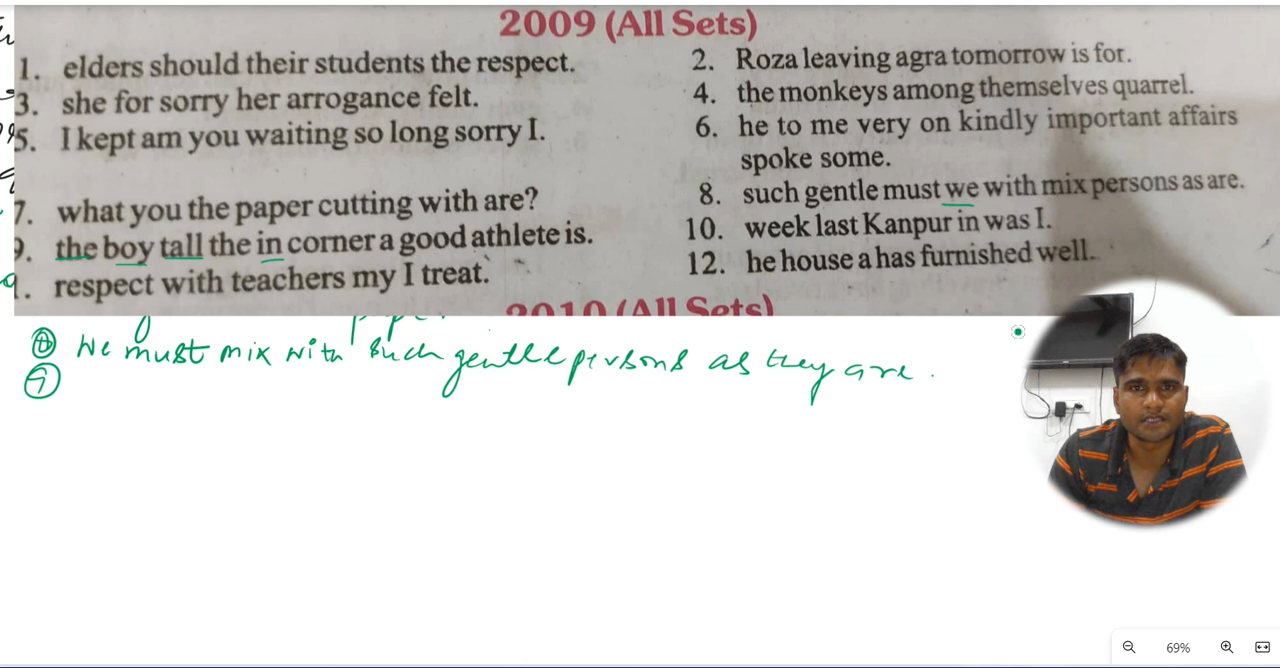 2009 (All Sets)
1. elders should their students the respect.
2. Roza leaving agra tomorrow is for.
3. she for sorry her arrogance felt.
4. the monkeys among themselves quarrel.
5. I kept am you waiting so long sorry I.
6. he to me very on kindly important affairs
spoke some.
7. what you the paper cutting with are?
8. such gentle must we with mix persons as are.
9. the boy tall the in corner a good athlete is.
10. week last Kanpur in was I.
. respect with teachers my I treat.
12. he house a has furnished well.
2010 (All Sets)
⑧ We must mix with such gentle persons as they are.
⑨
69%